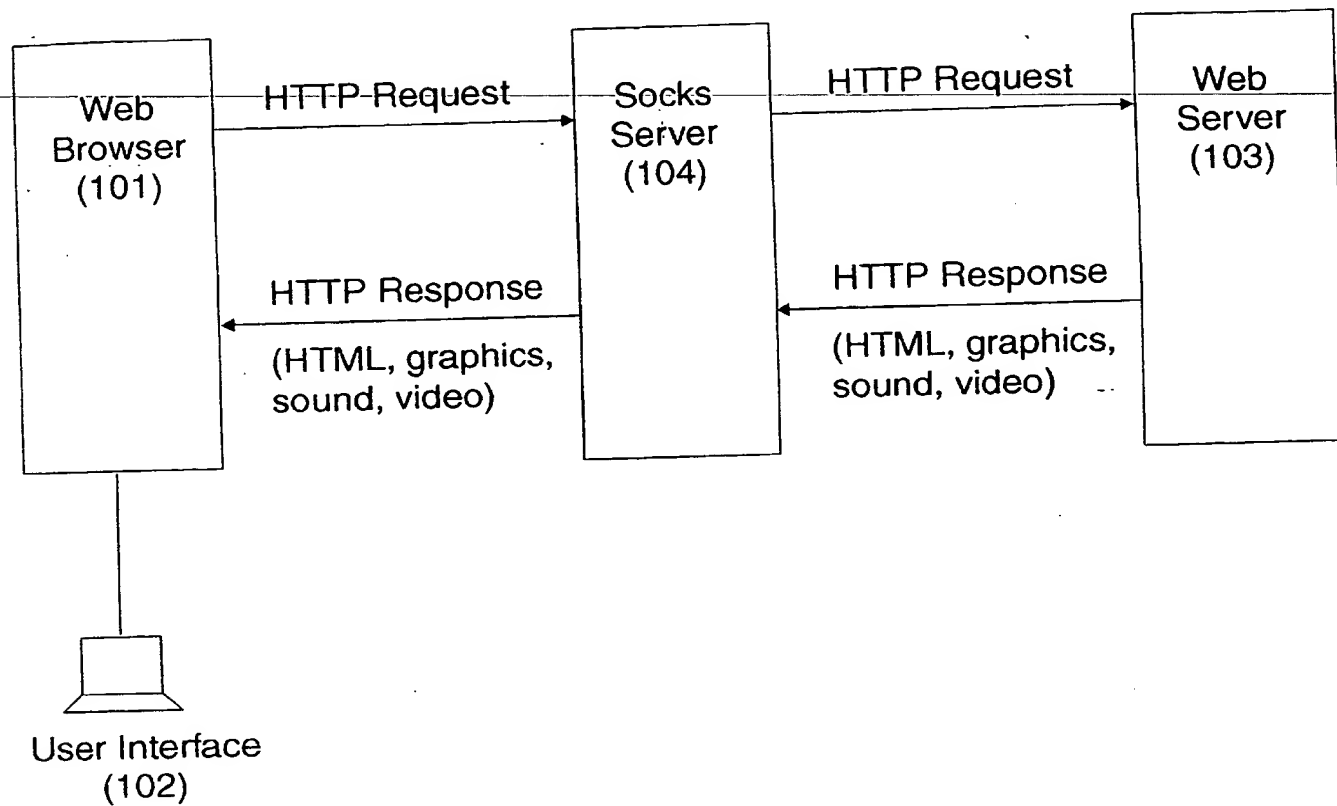 Web
Browser
(101)
HTTP Request
Socks
Server
(104)
HTTP Request
Web
Server
(103)
HTTP Response
(HTML, graphics,
sound, video)
HTTP Response
(HTML, graphics,
sound, video)
User Interface
(102)